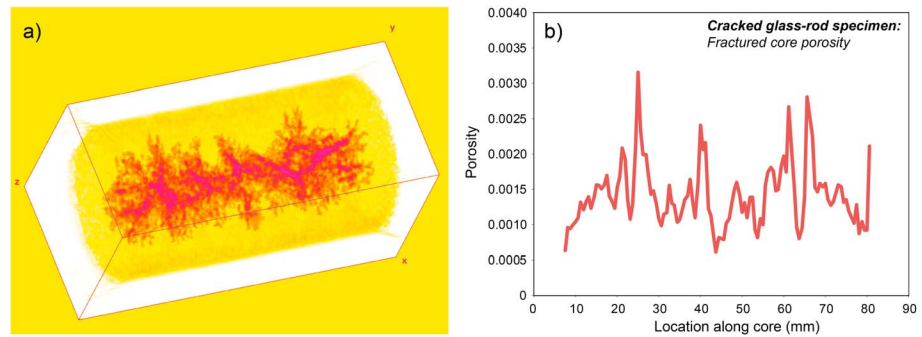 a)
y
z
x
b)
Cracked glass-rod specimen:
Fractured core porosity
Porosity
0.0040
0.0035
0.0030
0.0025
0.0020
0.0015
0.0010
0.0005
0
0 10 20 30 40 50 60 70 80 90
Location along core (mm)